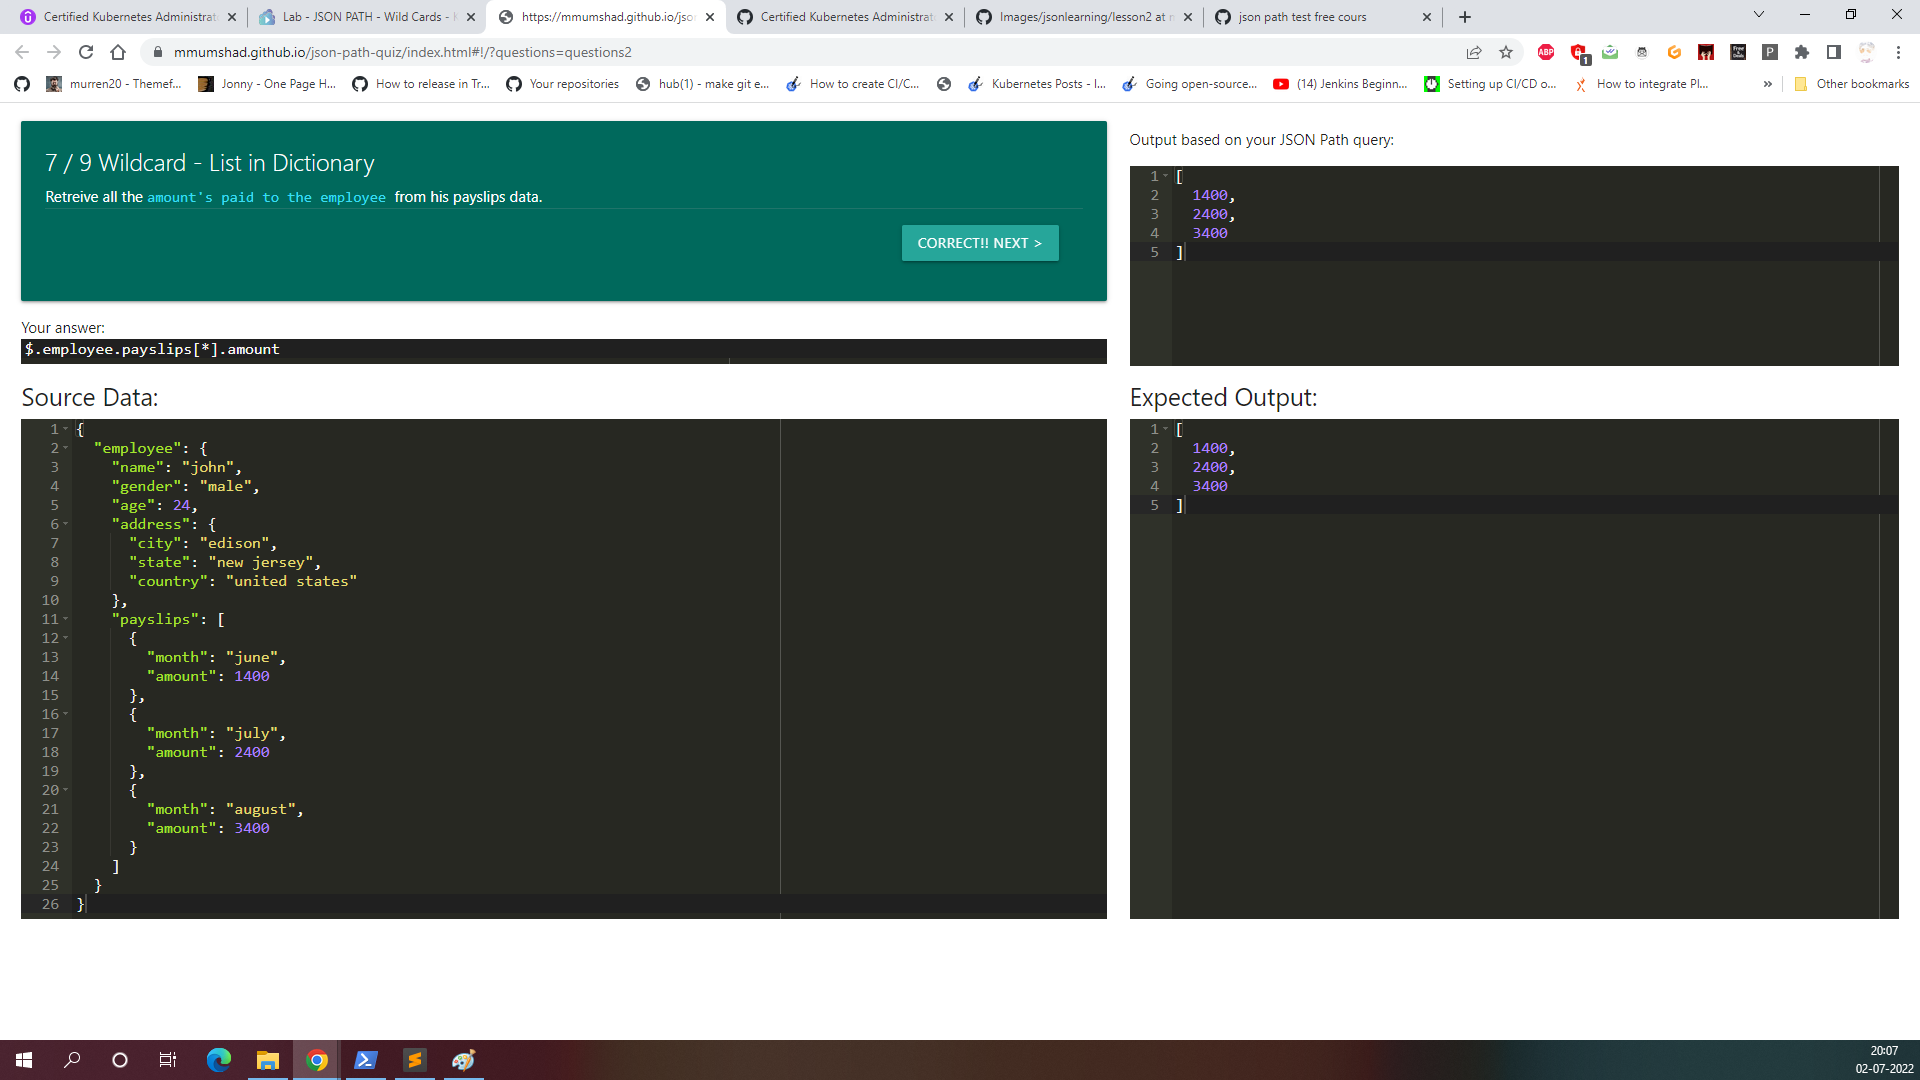 Certified Kubernetes Administrat
Lab - JSON PATH - Wild Cards - K
https://mmumshad.github.io/jso
Certified Kubernetes Administrat
Images/jsonlearning/lesson2 at m
json path test free cours
mmumshad.github.io/json-path-quiz/index.html#!/?questions=questions2
ABP
1
P
murren20 - Themef...
Jonny - One Page H...
How to release in Tr...
Your repositories
hub(1) - make git e...
How to create CI/C...
Kubernetes Posts - I...
Going open-source...
(14) Jenkins Beginn...
Setting up CI/CD o...
How to integrate Pl...
»
Other bookmarks
7 / 9 Wildcard - List in Dictionary
Retreive all the amount's paid to the employee from his payslips data.
CORRECT!! NEXT >
Your answer:
$.employee.payslips[*].amount
Source Data:
1 {
2 "employee": {
3 "name": "john",
4 "gender": "male",
5 "age": 24,
6 "address": {
7 "city": "edison",
8 "state": "new jersey",
9 "country": "united states"
10 },
11 "payslips": [
12 {
13 "month": "june",
14 "amount": 1400
15 },
16 {
17 "month": "july",
18 "amount": 2400
19 },
20 {
21 "month": "august",
22 "amount": 3400
23 }
24 ]
25 }
26 }
Output based on your JSON Path query:
1 [
2 1400,
3 2400,
4 3400
5 ]
Expected Output:
1 [
2 1400,
3 2400,
4 3400
5 ]
20:07
02-07-2022